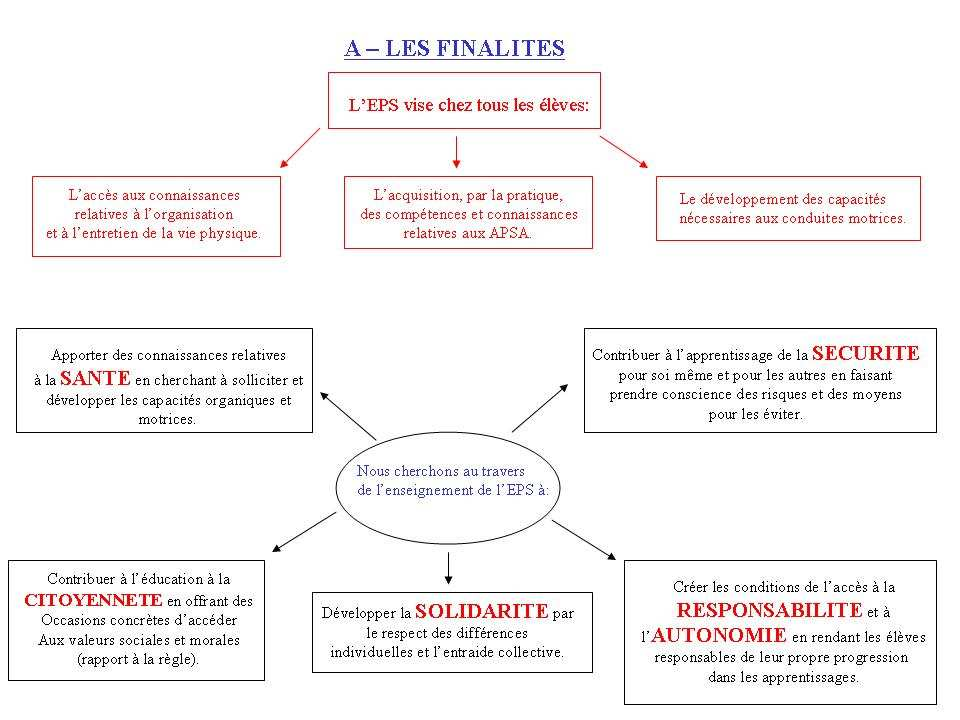 A – LES FINALITES
L'EPS vise chez tous les élèves:
L'accès aux connaissances
relatives à l'organisation
et à l'entretien de la vie physique.
L'acquisition, par la pratique,
des compétences et connaissances
relatives aux APSA.
Le développement des capacités
nécessaires aux conduites motrices.
Apporter des connaissances relatives
à la SANTE en cherchant à solliciter et
développer les capacités organiques et
motrices.
Contribuer à l'apprentissage de la SECURITE
pour soi même et pour les autres en faisant
prendre conscience des risques et des moyens
pour les éviter.
Nous cherchons au travers
de l'enseignement de l'EPS à:
Contribuer à l'éducation à la
CITOYENNETE en offrant des
Occasions concrètes d'accéder
Aux valeurs sociales et morales
(rapport à la règle).
Développer la SOLIDARITE par
le respect des différences
individuelles et l'entraide collective.
Créer les conditions de l'accès à la
RESPONSABILITE et à
l'AUTONOMIE en rendant les élèves
responsables de leur propre progression
dans les apprentissages.